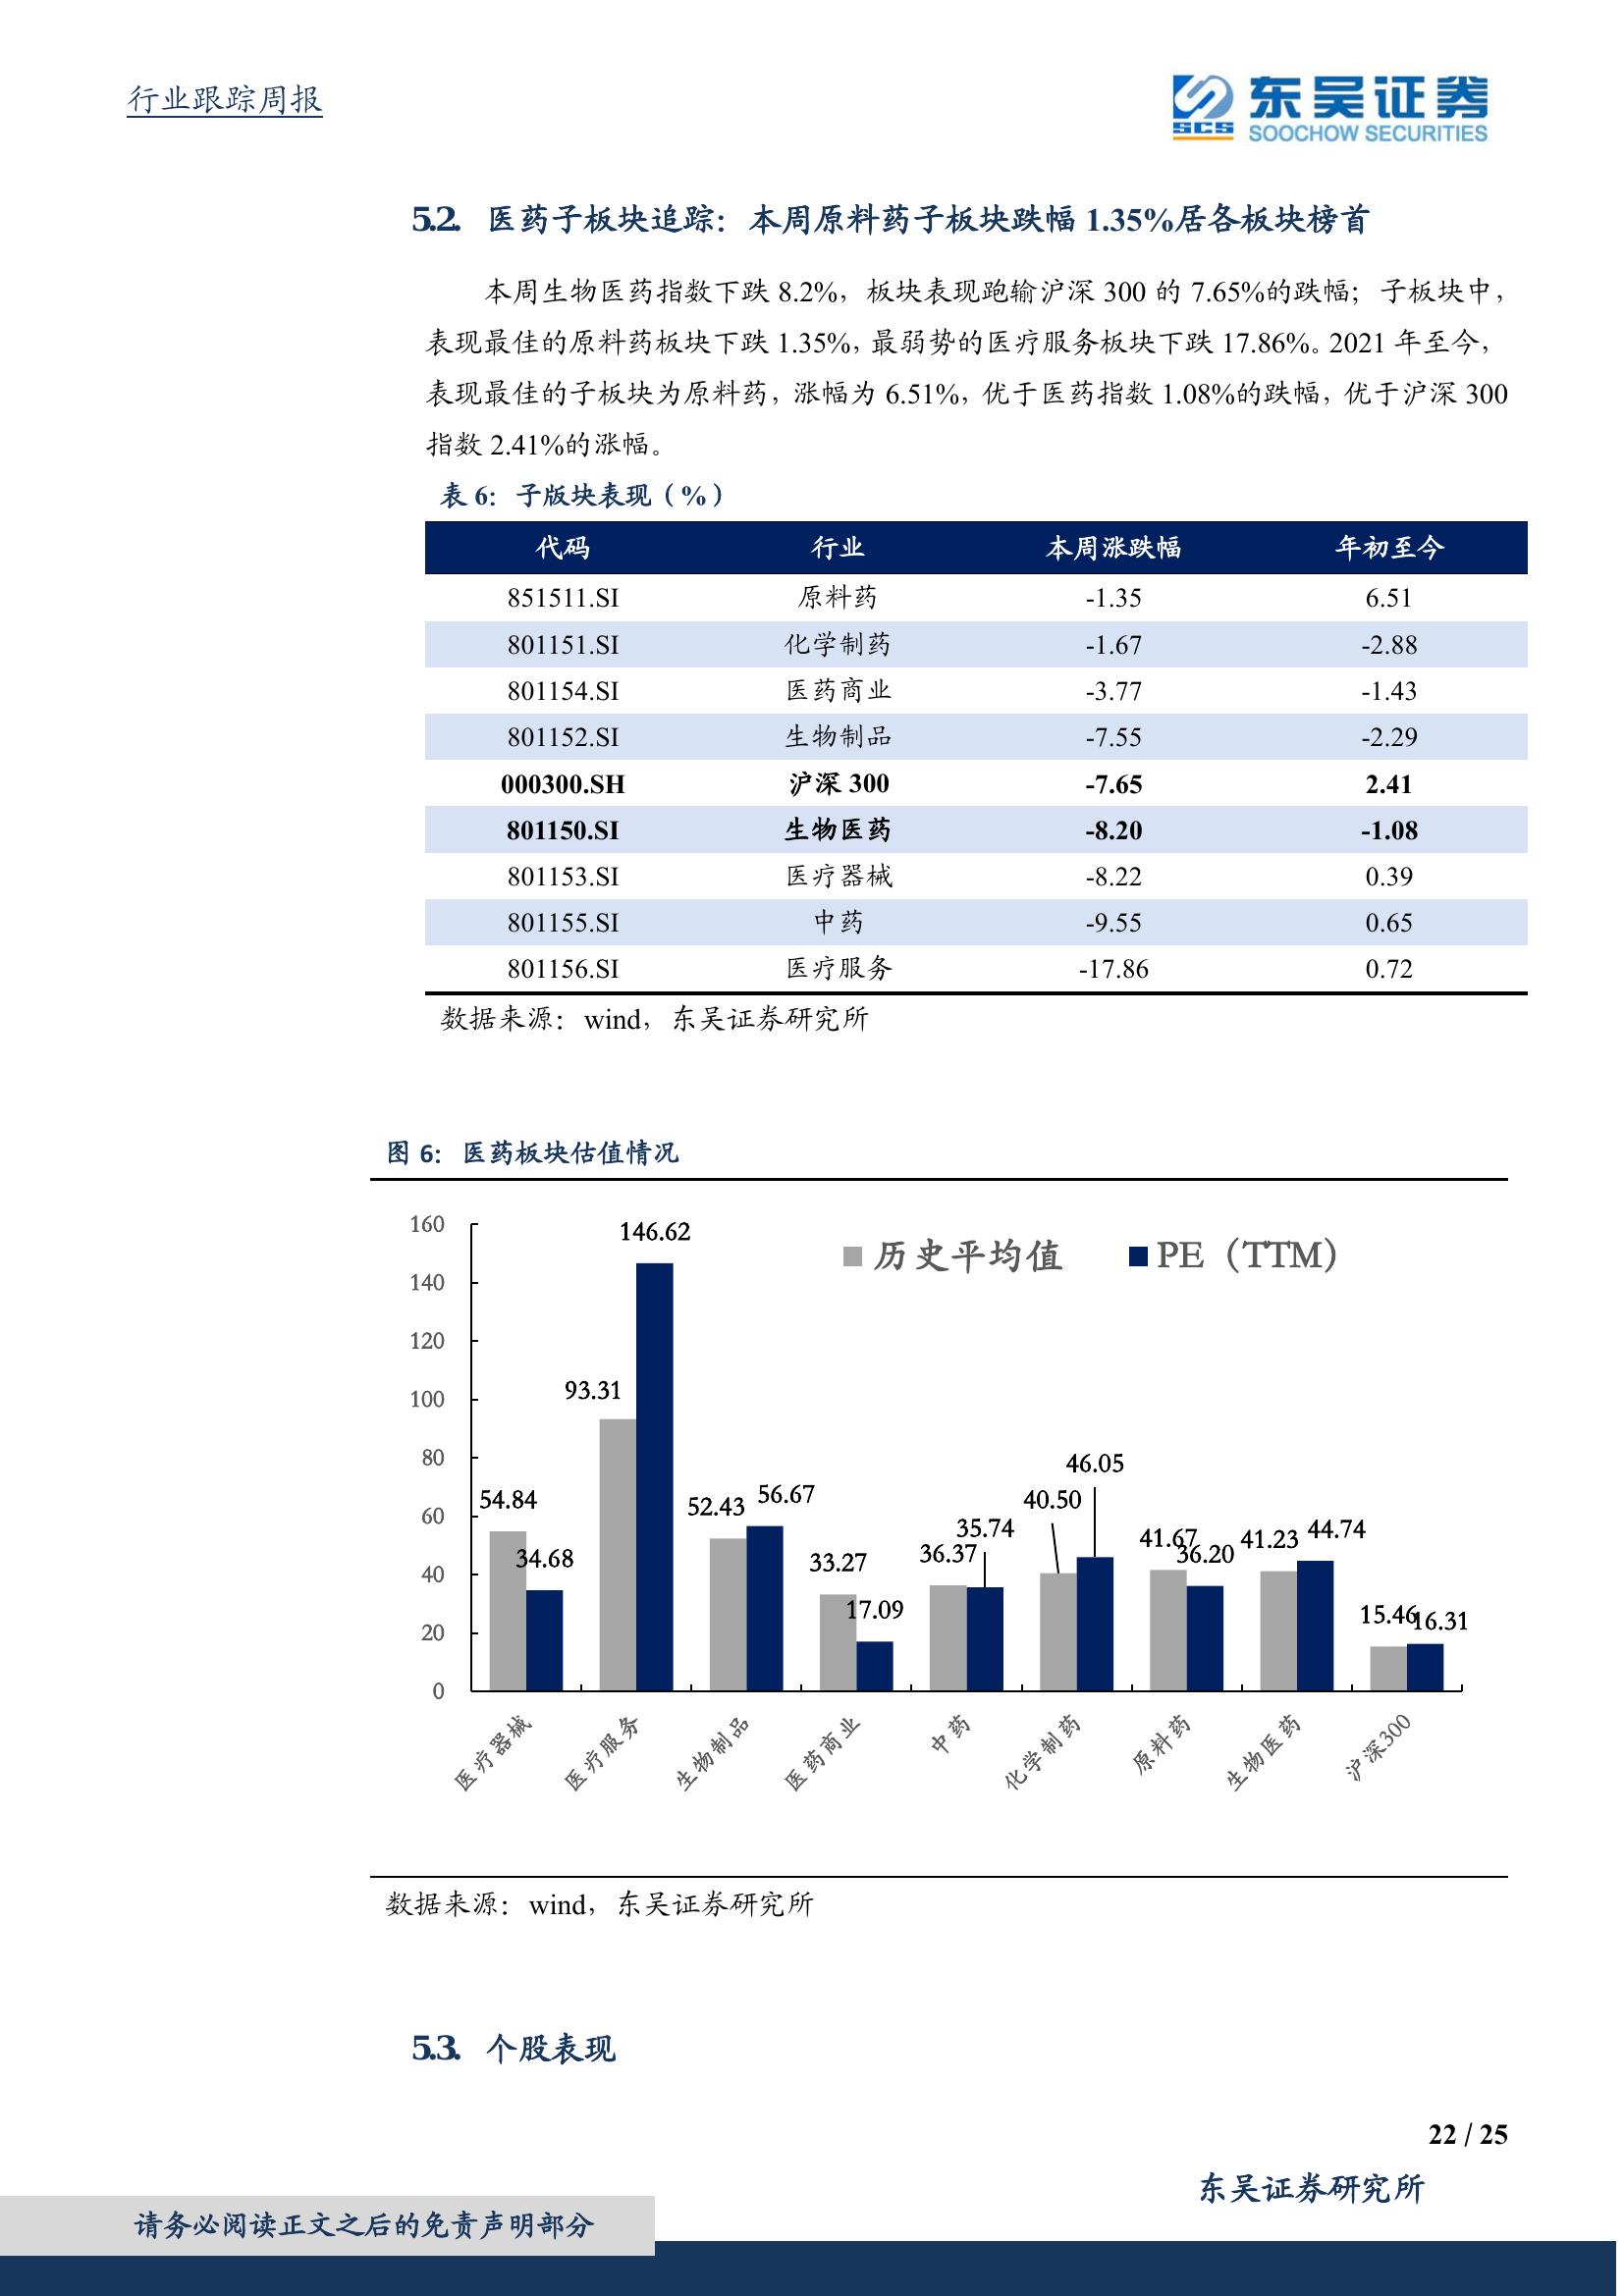 行业跟踪周报
SCS 东吴证券
SOOCHOW SECURITIES
5.2. 医药子板块追踪：本周原料药子板块跌幅 1.35%居各板块榜首
本周生物医药指数下跌 8.2%，板块表现跑输沪深 300 的 7.65%的跌幅；子板块中，
表现最佳的原料药板块下跌 1.35%，最弱势的医疗服务板块下跌 17.86%。2021 年至今，
表现最佳的子板块为原料药，涨幅为 6.51%，优于医药指数 1.08%的跌幅，优于沪深 300
指数 2.41%的涨幅。
表 6：子版块表现（%）
代码 行业 本周涨跌幅 年初至今
851511.SI 原料药 -1.35 6.51
801151.SI 化学制药 -1.67 -2.88
801154.SI 医药商业 -3.77 -1.43
801152.SI 生物制品 -7.55 -2.29
000300.SH 沪深 300 -7.65 2.41
801150.SI 生物医药 -8.20 -1.08
801153.SI 医疗器械 -8.22 0.39
801155.SI 中药 -9.55 0.65
801156.SI 医疗服务 -17.86 0.72
数据来源：wind，东吴证券研究所
图 6：医药板块估值情况
历史平均值 PE（TTM）
160
140
120
100
80
60
40
20
0
54.84 34.68
93.31 146.62
52.43 56.67
33.27 17.09
36.37 35.74
40.50 46.05
41.67 36.20
41.23 44.74
15.46 16.31
医疗器械 医疗服务 生物制品 医药商业 中药 化学制药 原料药 生物医药 沪深300
数据来源：wind，东吴证券研究所
5.3. 个股表现
22 / 25
东吴证券研究所
请务必阅读正文之后的免责声明部分